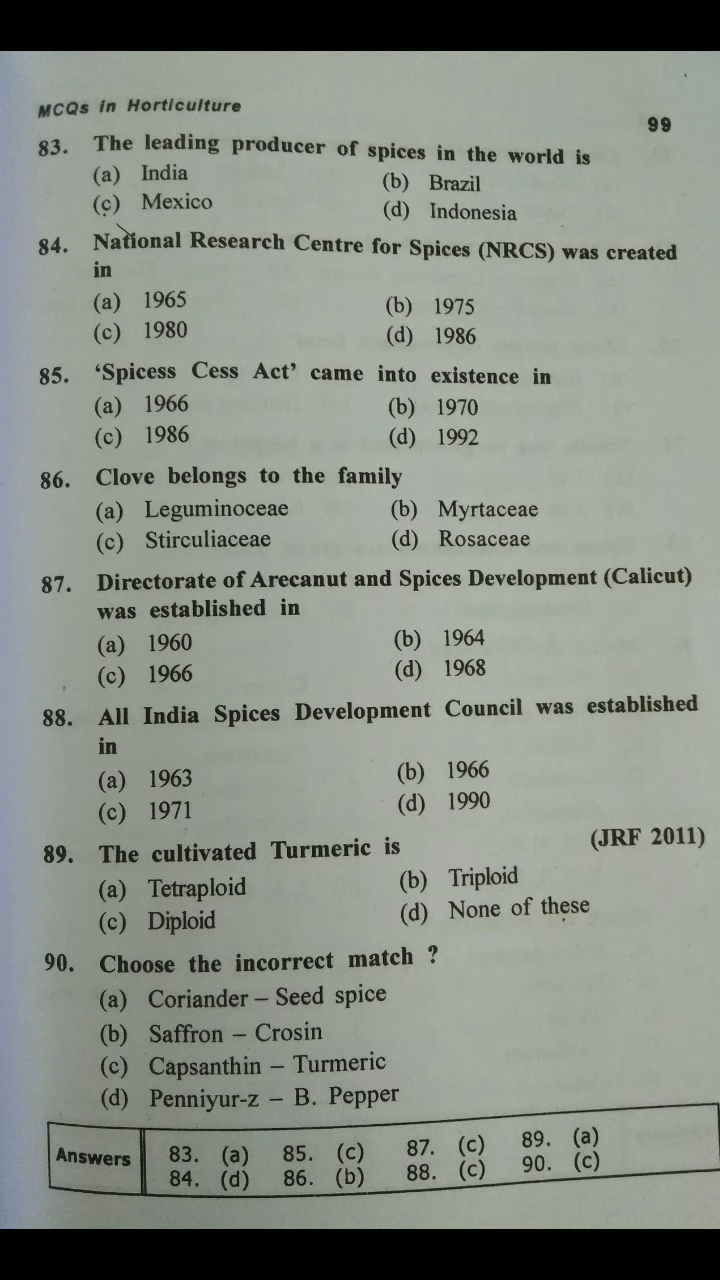 MCQs in Horticulture
99
83. The leading producer of spices in the world is
(a) India (b) Brazil
(c) Mexico (d) Indonesia
84. National Research Centre for Spices (NRCS) was created
in
(a) 1965 (b) 1975
(c) 1980 (d) 1986
85. ‘Spicess Cess Act’ came into existence in
(a) 1966 (b) 1970
(c) 1986 (d) 1992
86. Clove belongs to the family
(a) Leguminoceae (b) Myrtaceae
(c) Stirculiaceae (d) Rosaceae
87. Directorate of Arecanut and Spices Development (Calicut)
was established in
(a) 1960 (b) 1964
(c) 1966 (d) 1968
88. All India Spices Development Council was established
in
(a) 1963 (b) 1966
(c) 1971 (d) 1990
89. The cultivated Turmeric is (JRF 2011)
(a) Tetraploid (b) Triploid
(c) Diploid (d) None of these
90. Choose the incorrect match ?
(a) Coriander – Seed spice
(b) Saffron – Crosin
(c) Capsanthin – Turmeric
(d) Penniyur-z – B. Pepper
Answers
83. (a) 85. (c) 87. (c) 89. (a)
84. (d) 86. (b) 88. (c) 90. (c)